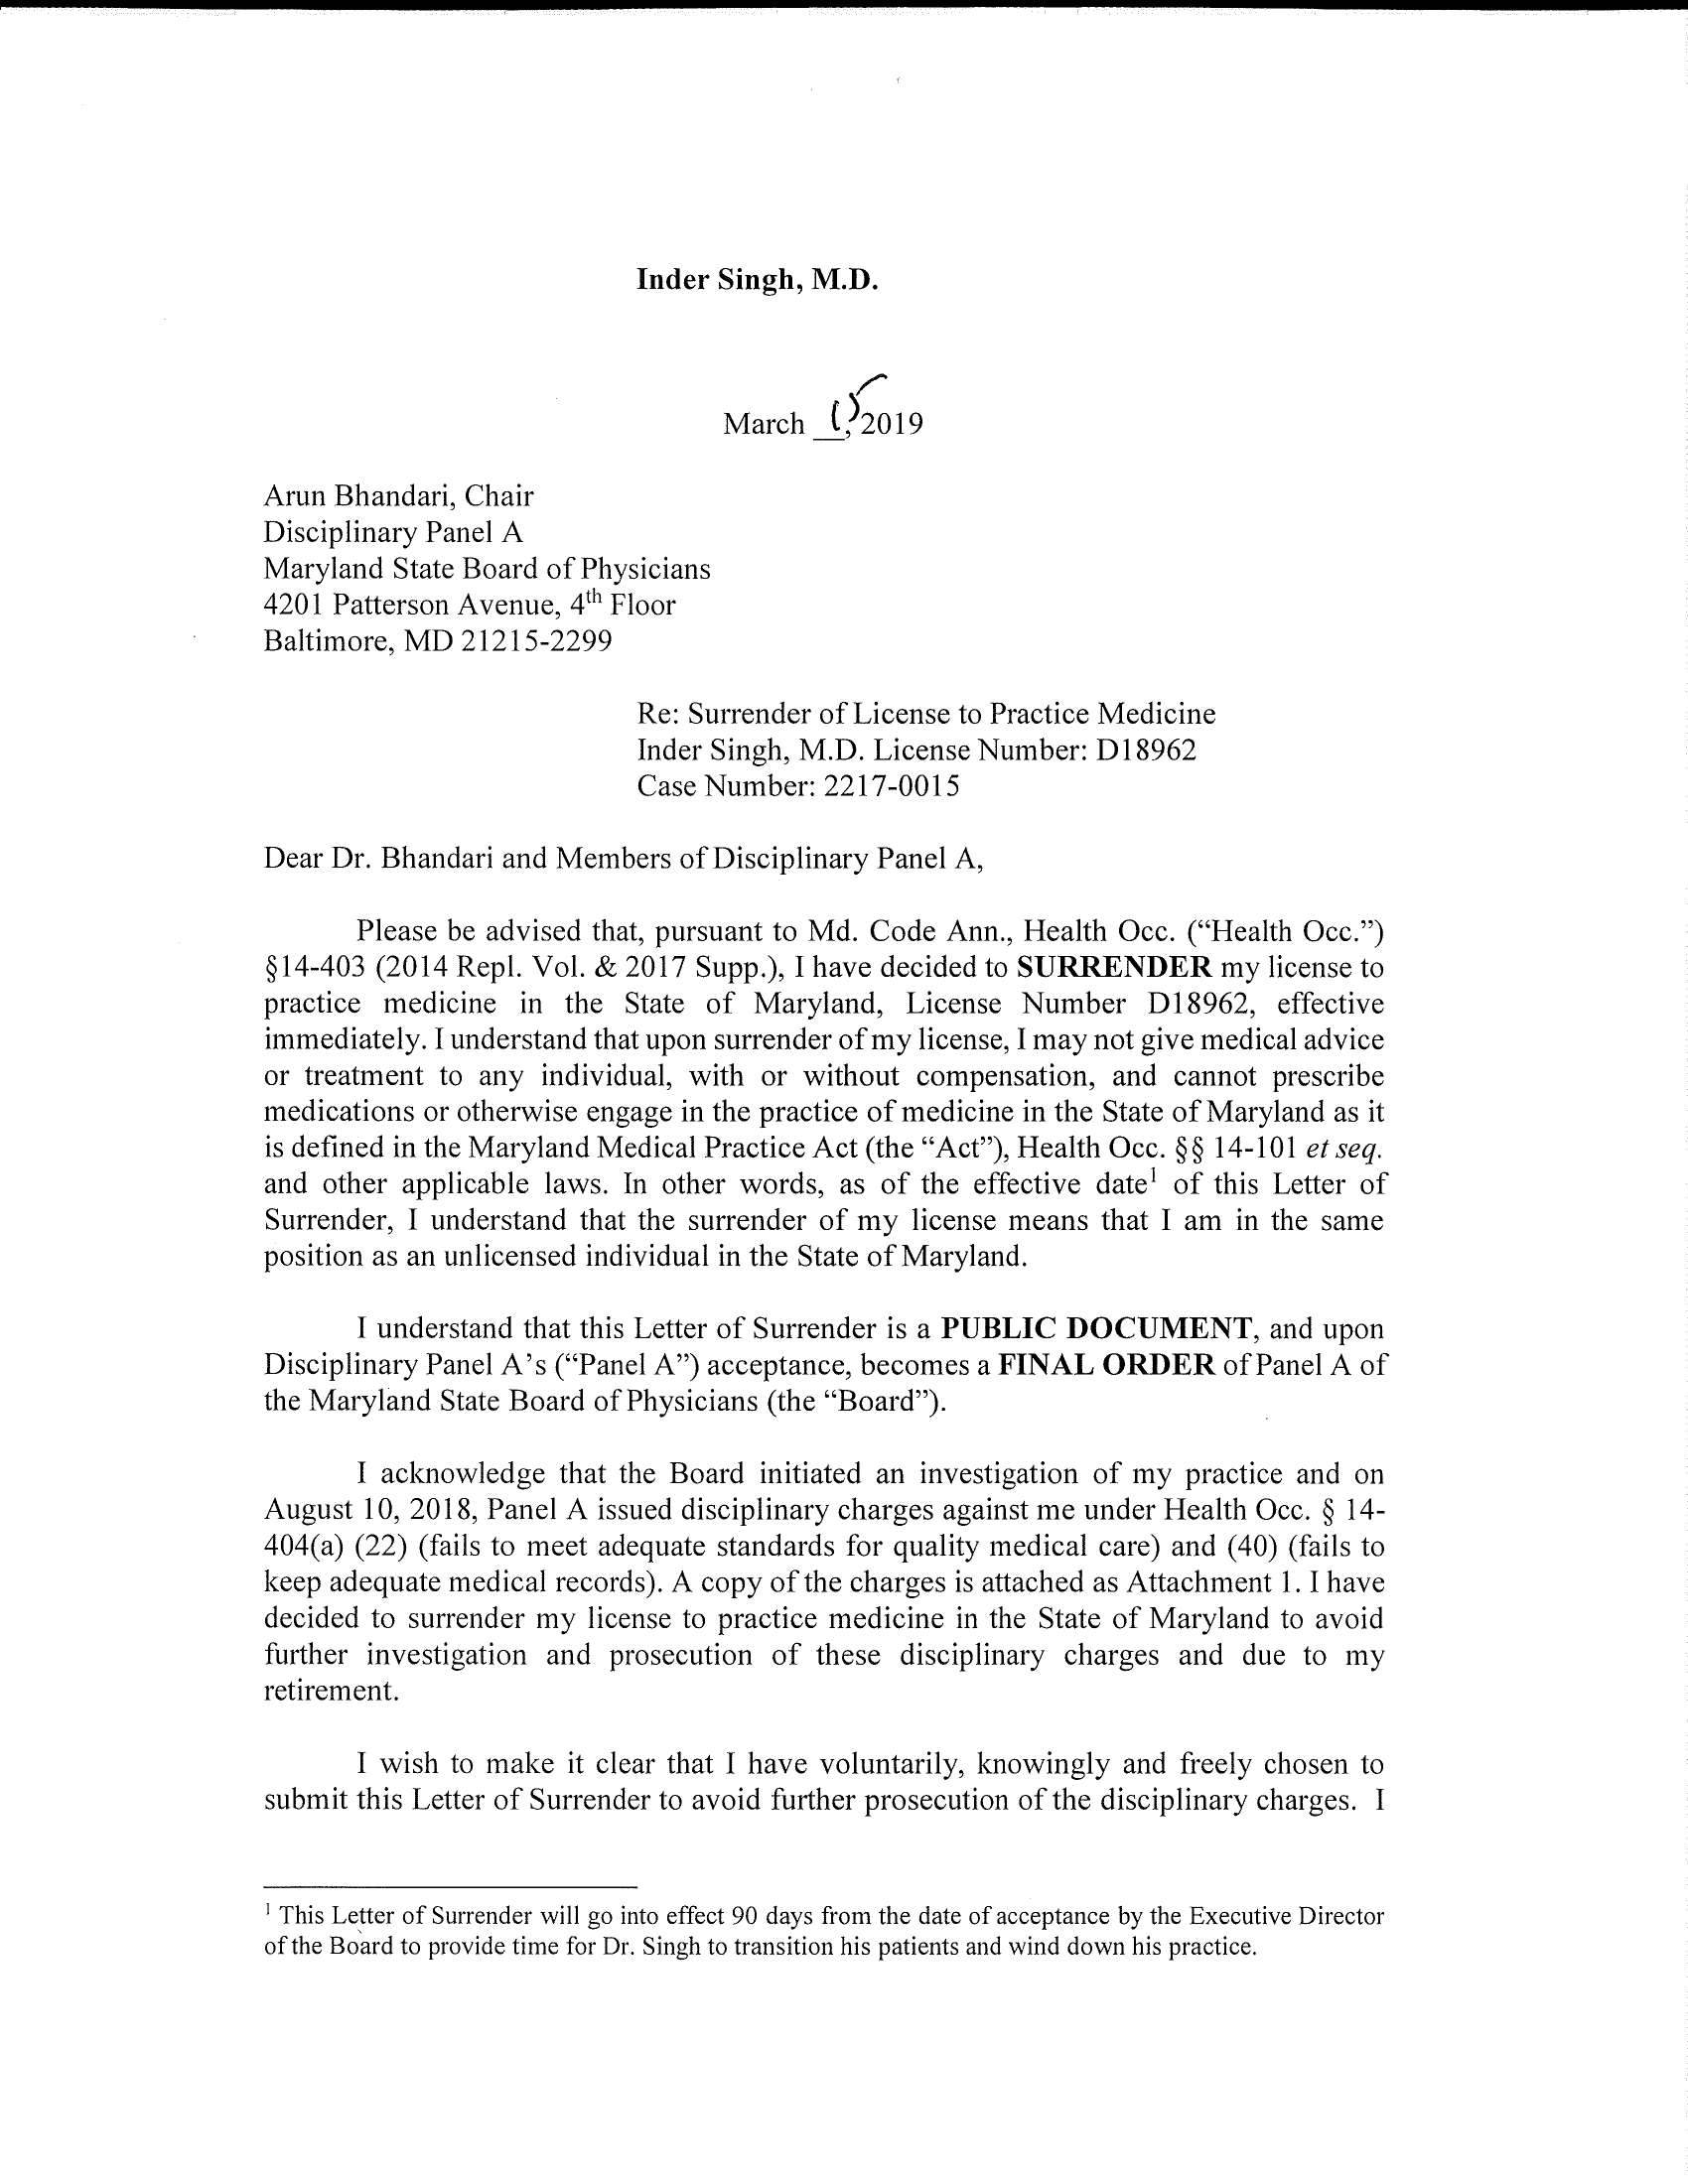 Inder Singh, M.D.
March 15, 2019
Arun Bhandari, Chair
Disciplinary Panel A
Maryland State Board of Physicians
4201 Patterson Avenue, 4th Floor
Baltimore, MD 21215-2299
Re: Surrender of License to Practice Medicine
Inder Singh, M.D. License Number: D18962
Case Number: 2217-0015
Dear Dr. Bhandari and Members of Disciplinary Panel A,
Please be advised that, pursuant to Md. Code Ann., Health Occ. (“Health Occ.”)
§14-403 (2014 Repl. Vol. & 2017 Supp.), I have decided to SURRENDER my license to
practice medicine in the State of Maryland, License Number D18962, effective
immediately. I understand that upon surrender of my license, I may not give medical advice
or treatment to any individual, with or without compensation, and cannot prescribe
medications or otherwise engage in the practice of medicine in the State of Maryland as it
is defined in the Maryland Medical Practice Act (the “Act”), Health Occ. §§ 14-101 et seq.
and other applicable laws. In other words, as of the effective date1 of this Letter of
Surrender, I understand that the surrender of my license means that I am in the same
position as an unlicensed individual in the State of Maryland.
I understand that this Letter of Surrender is a PUBLIC DOCUMENT, and upon
Disciplinary Panel A’s (“Panel A”) acceptance, becomes a FINAL ORDER of Panel A of
the Maryland State Board of Physicians (the “Board”).
I acknowledge that the Board initiated an investigation of my practice and on
August 10, 2018, Panel A issued disciplinary charges against me under Health Occ. § 14-
404(a) (22) (fails to meet adequate standards for quality medical care) and (40) (fails to
keep adequate medical records). A copy of the charges is attached as Attachment 1. I have
decided to surrender my license to practice medicine in the State of Maryland to avoid
further investigation and prosecution of these disciplinary charges and due to my
retirement.
I wish to make it clear that I have voluntarily, knowingly and freely chosen to
submit this Letter of Surrender to avoid further prosecution of the disciplinary charges. I
1 This Letter of Surrender will go into effect 90 days from the date of acceptance by the Executive Director
of the Board to provide time for Dr. Singh to transition his patients and wind down his practice.